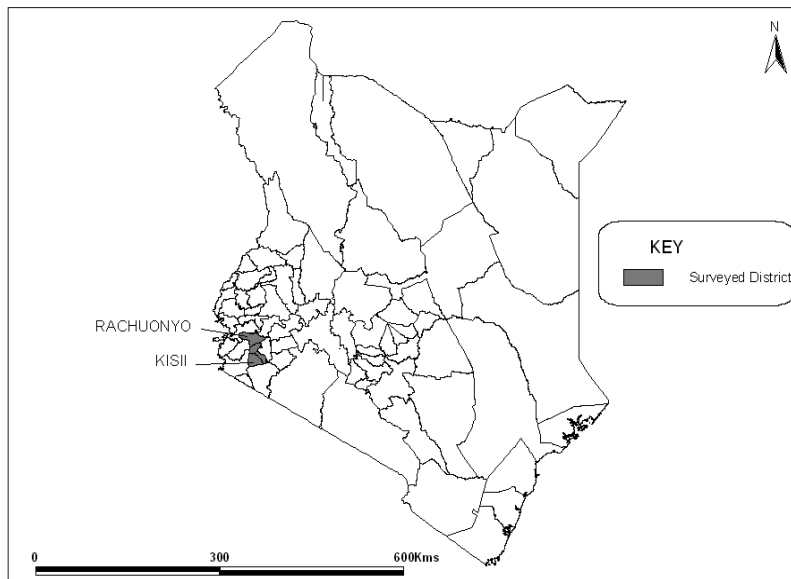 N
KEY
Surveyed District
RACHUONYO
KISII
0 300 600Kms